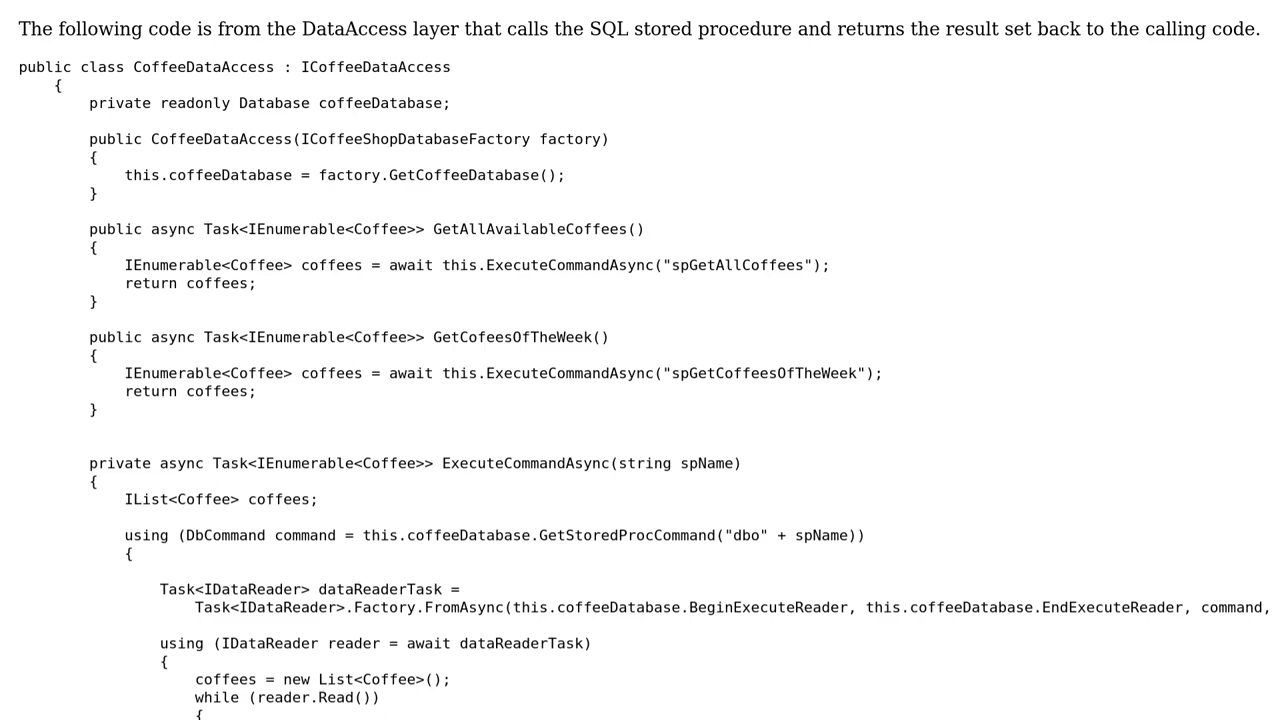 The following code is from the DataAccess layer that calls the SQL stored procedure and returns the result set back to the calling code.
public class CoffeeDataAccess : ICoffeeDataAccess
{
private readonly Database coffeeDatabase;
public CoffeeDataAccess(ICoffeeShopDatabaseFactory factory)
{
this.coffeeDatabase = factory.GetCoffeeDatabase();
}
public async Task<IEnumerable<Coffee>> GetAllAvailableCoffees()
{
IEnumerable<Coffee> coffees = await this.ExecuteCommandAsync("spGetAllCoffees");
return coffees;
}
public async Task<IEnumerable<Coffee>> GetCofeesOfTheWeek()
{
IEnumerable<Coffee> coffees = await this.ExecuteCommandAsync("spGetCoffeesOfTheWeek");
return coffees;
}
private async Task<IEnumerable<Coffee>> ExecuteCommandAsync(string spName)
{
IList<Coffee> coffees;
using (DbCommand command = this.coffeeDatabase.GetStoredProcCommand("dbo" + spName))
{
Task<IDataReader> dataReaderTask =
Task<IDataReader>.Factory.FromAsync(this.coffeeDatabase.BeginExecuteReader, this.coffeeDatabase.EndExecuteReader, command,
using (IDataReader reader = await dataReaderTask)
{
coffees = new List<Coffee>();
while (reader.Read())
{